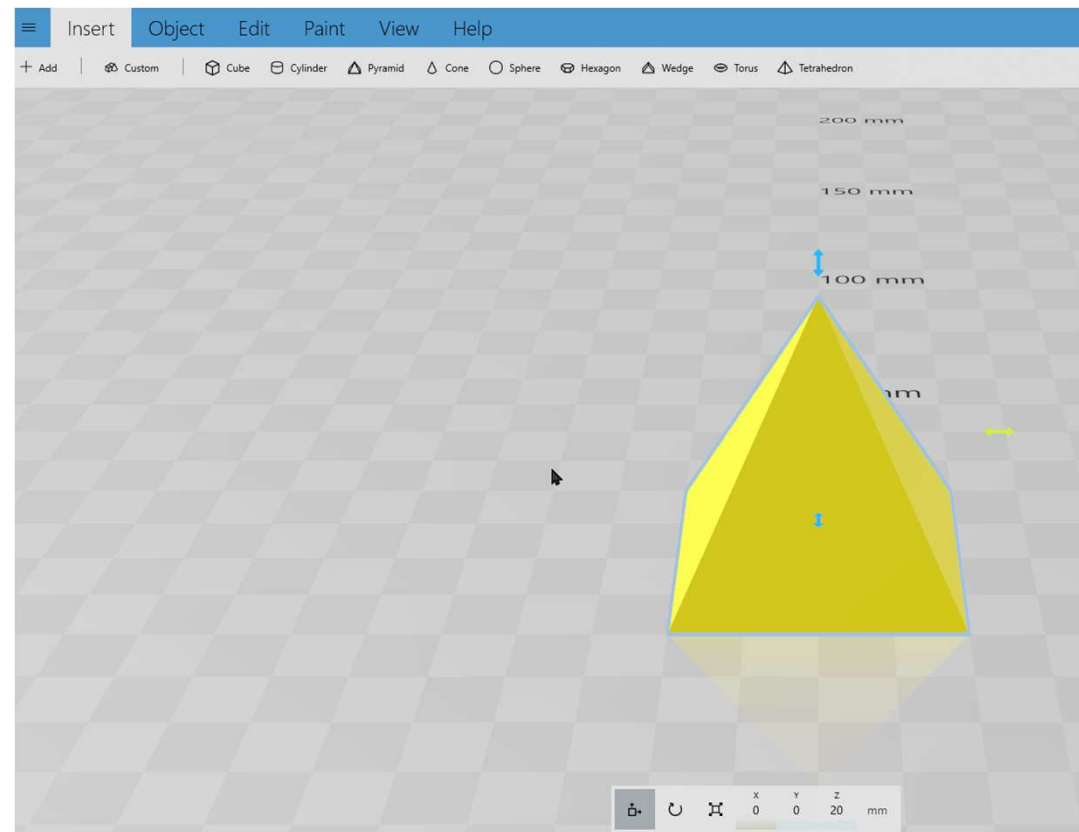 Insert Object Edit Paint View Help
+ Add Custom Cube Cylinder Pyramid Cone Sphere Hexagon Wedge Torus Tetrahedron
200 mm
150 mm
100 mm
mm
X Y Z
0 0 20 mm